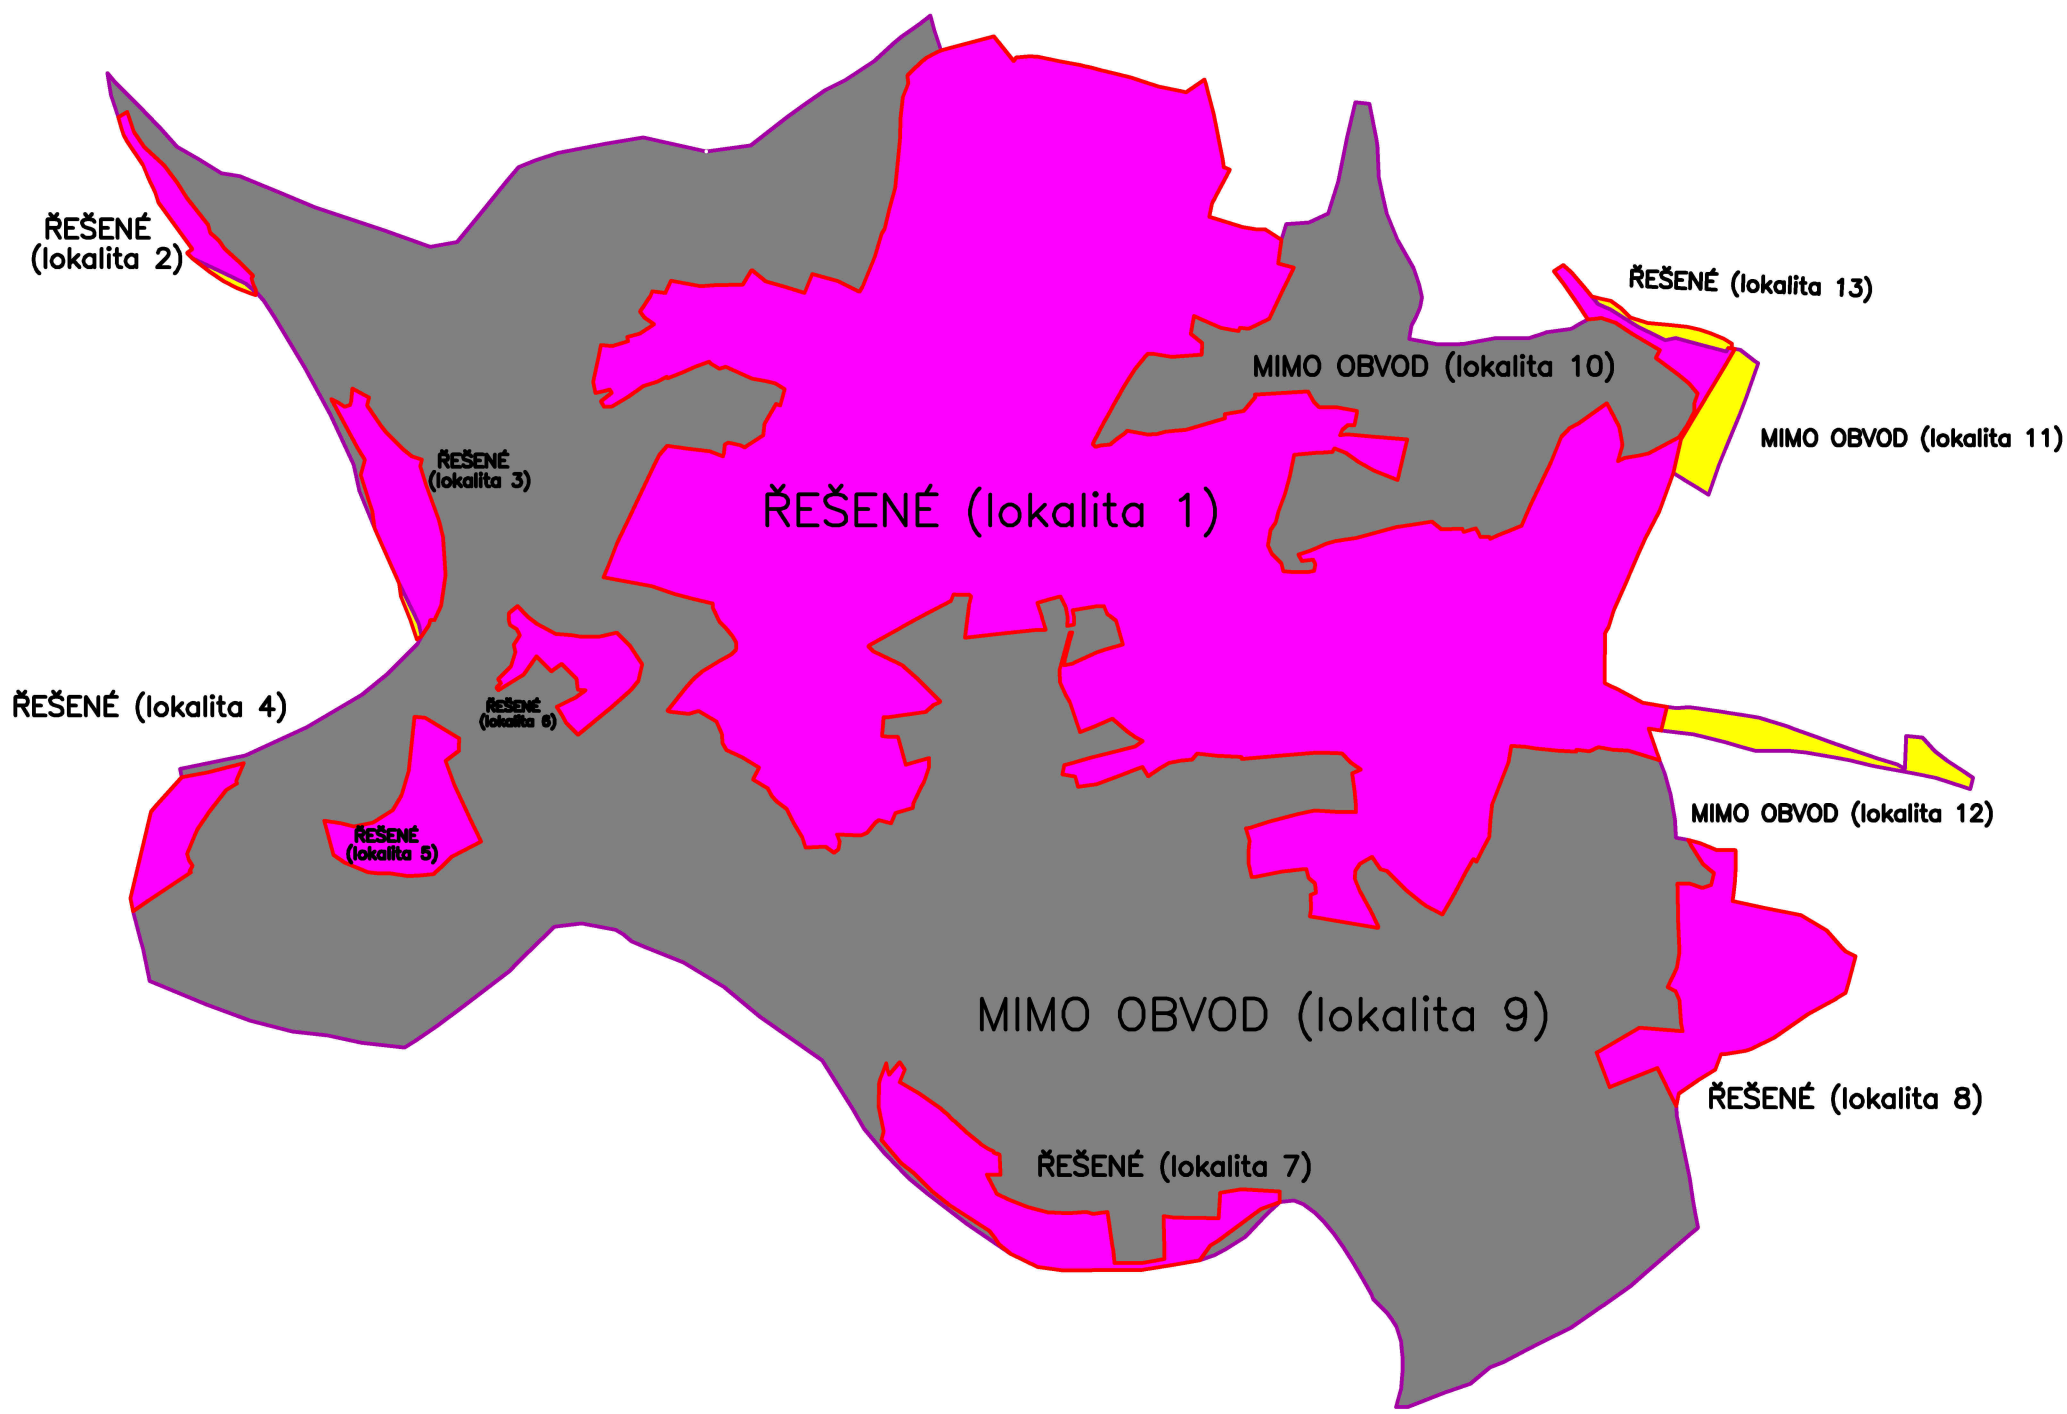 ŘEŠENÉ
(lokalita 2)
ŘEŠENÉ (lokalita 13)
MIMO OBVOD (lokalita 10)
MIMO OBVOD (lokalita 11)
ŘEŠENÉ
(lokalita 3)
ŘEŠENÉ (lokalita 1)
ŘEŠENÉ (lokalita 4)
ŘEŠENÉ
(lokalita 6)
MIMO OBVOD (lokalita 12)
ŘEŠENÉ
(lokalita 5)
MIMO OBVOD (lokalita 9)
ŘEŠENÉ (lokalita 8)
ŘEŠENÉ (lokalita 7)